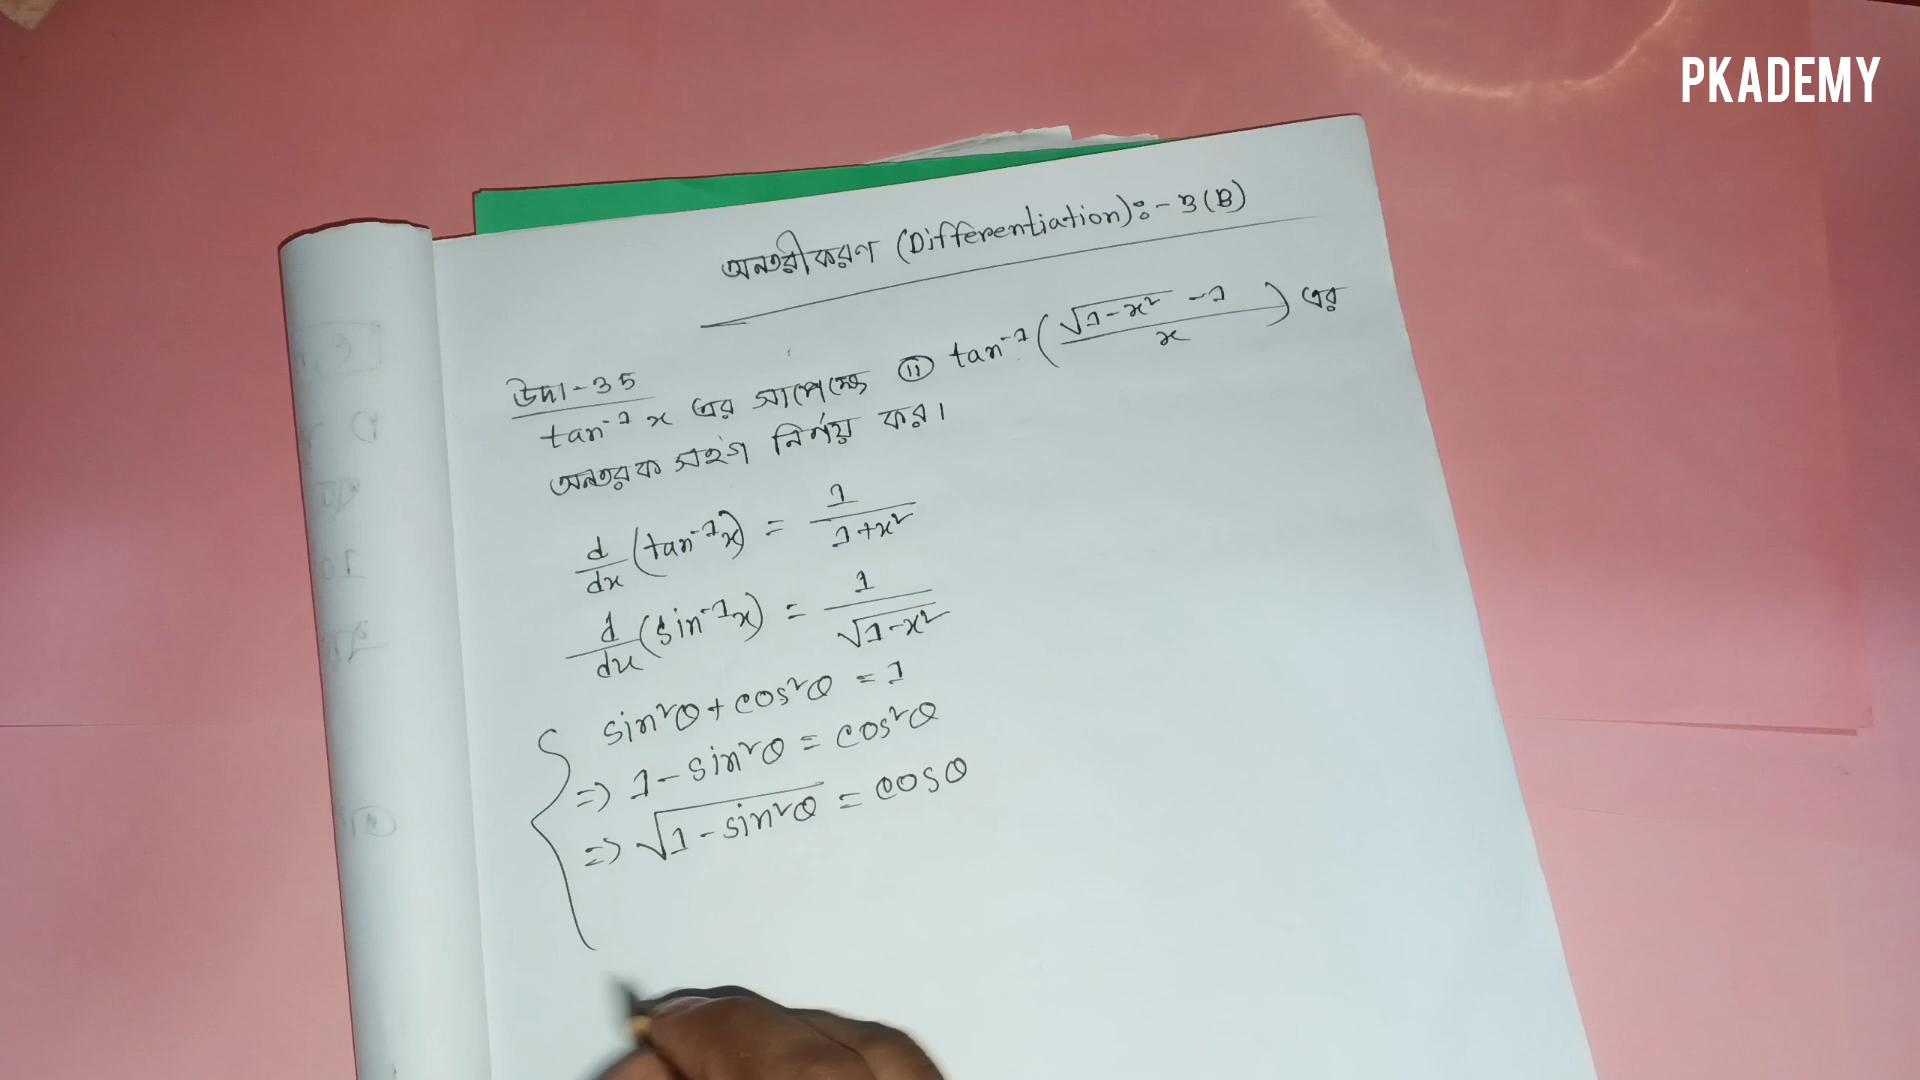 PKADEMY
অন্তরীকরণ (Differentiation):- 3(B)
উদা-35
tan⁻¹x এর সাপেক্ষে ⑪ tan⁻¹(√(1-x²) -1 / x) এর
অন্তরক সহগ নির্ণয় কর।
d/dx (tan⁻¹x) = 1/(1+x²)
d/dx (sin⁻¹x) = 1/√(1-x²)
sin²θ + cos²θ = 1
=> 1 - sin²θ = cos²θ
=> √(1 - sin²θ) = cosθ